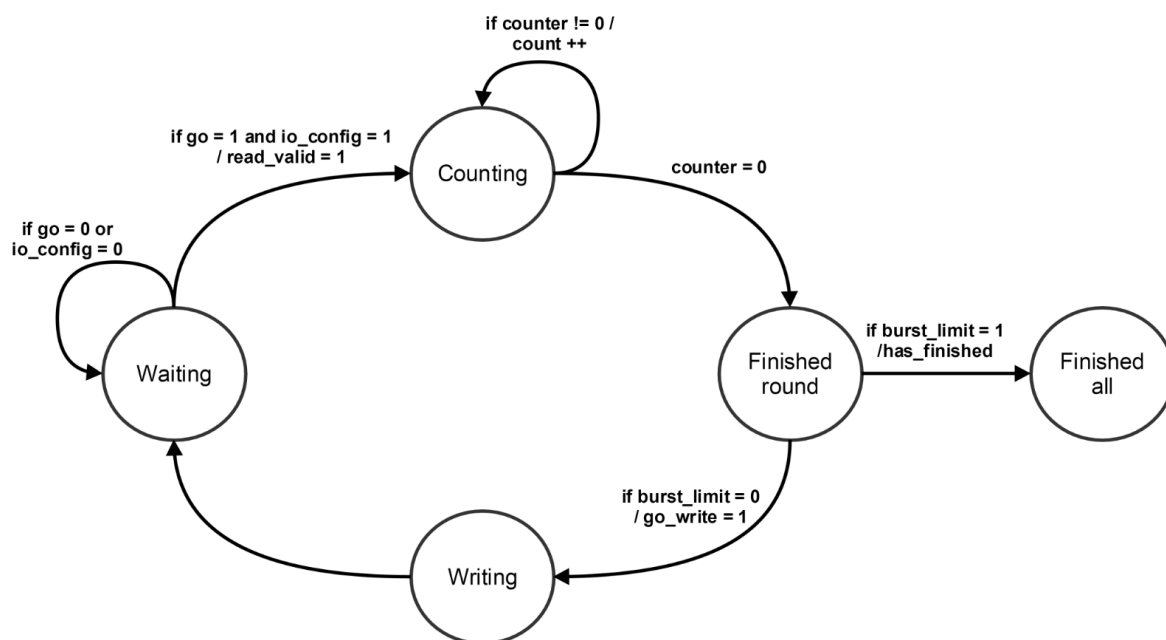 if counter != 0 /
count ++
if go = 1 and io_config = 1
/ read_valid = 1
Counting
counter = 0
if go = 0 or
io_config = 0
Waiting
Finished
round
if burst_limit = 1
/has_finished
Finished
all
if burst_limit = 0
/ go_write = 1
Writing